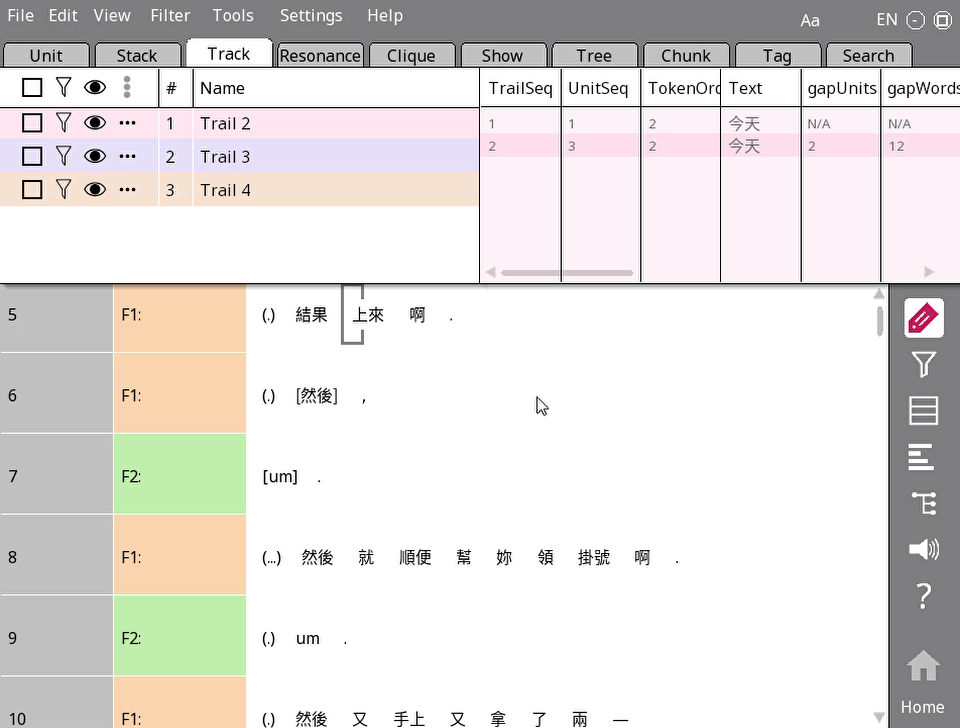 File Edit View Filter Tools Settings Help Aa EN
Unit Stack Track Resonance Clique Show Tree Chunk Tag Search
# Name TrailSeq UnitSeq TokenOrd Text gapUnits gapWords
1 Trail 2 1 1 2 今天 N/A N/A
2 Trail 3 2 3 2 今天 2 12
3 Trail 4
5 F1: (.) 結果 上來 啊 .
6 F1: (.) [然後] ,
7 F2: [um] .
8 F1: (...) 然後 就 順便 幫 妳 領 掛號 啊 .
9 F2: (.) um .
10 F1: (.) 然後 又 手上 又 拿 了 兩 —
?
Home